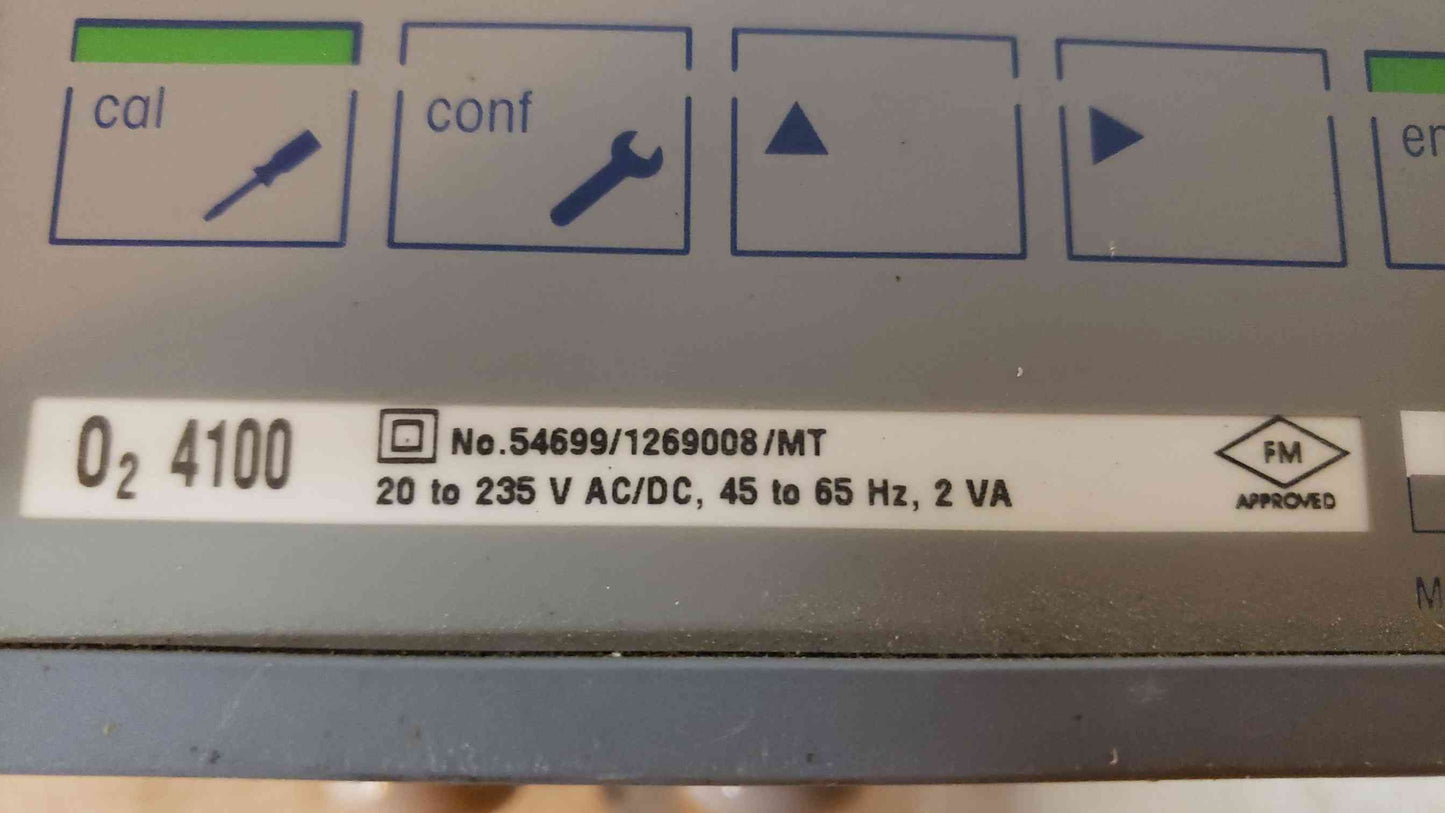 cal
conf
O₂ 4100
No.54699/1269008/MT
20 to 235 V AC/DC, 45 to 65 Hz, 2 VA
FM
APPROVED